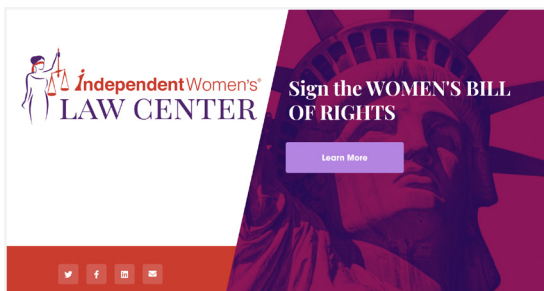 Independent Women's®
LAW CENTER
Sign the WOMEN'S BILL
OF RIGHTS
Learn More